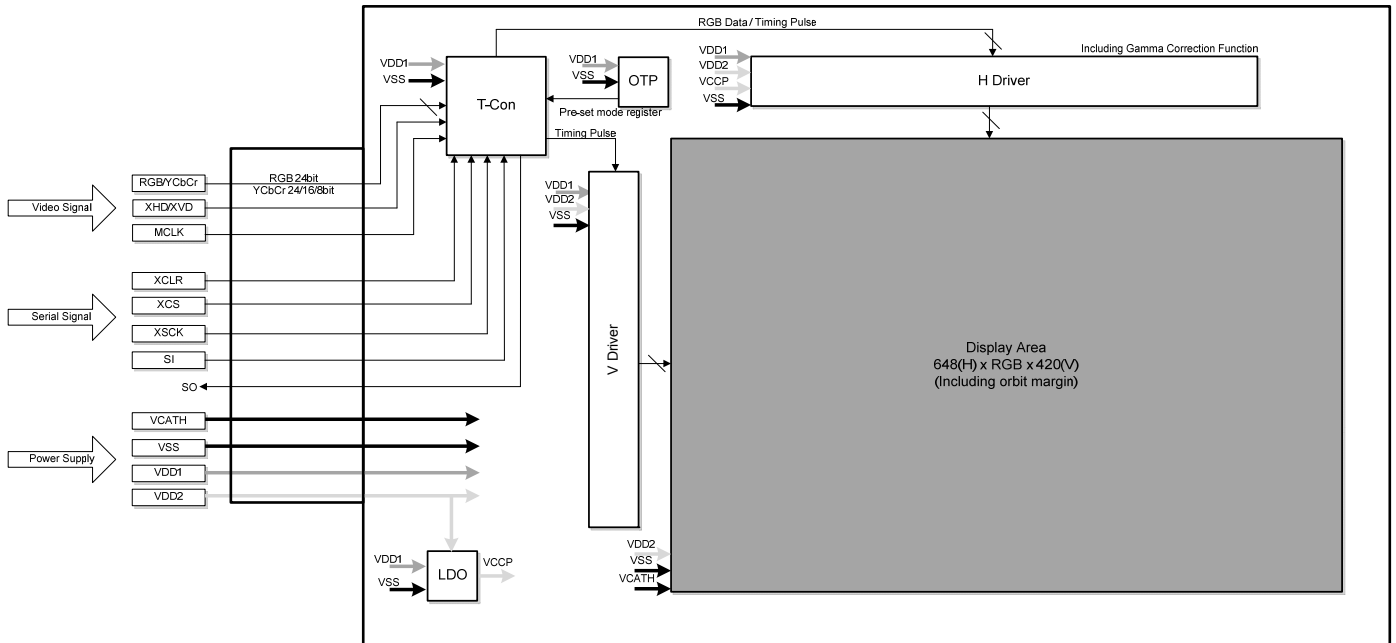 RGB Data / Timing Pulse
Including Gamma Correction Function
VDD1
VSS
T-Con
VDD1
VSS
OTP
Pre-set mode register
VDD1
VDD2
VCCP
VSS
H Driver
Timing Pulse
Video Signal
RGB/YCbCr
XHD/XVD
MCLK
RGB 24bit
YCbCr 24/16/8bit
VDD1
VDD2
VSS
V Driver
Serial Signal
XCLR
XCS
XSCK
SI
SO
Display Area
648(H) x RGB x 420(V)
(Including orbit margin)
Power Supply
VCATH
VSS
VDD1
VDD2
VDD1
VSS
LDO
VCCP
VDD2
VSS
VCATH